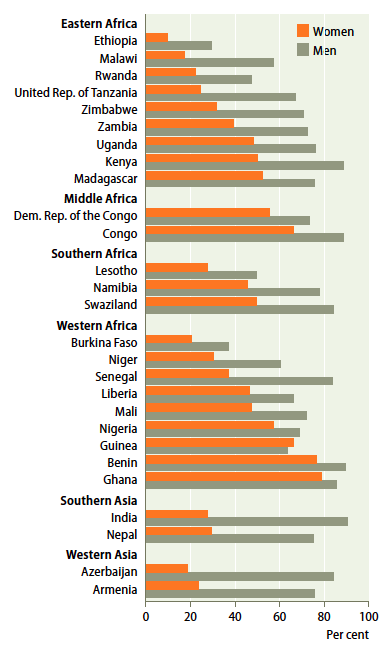 Women
Men
Eastern Africa
Ethiopia
Malawi
Rwanda
United Rep. of Tanzania
Zimbabwe
Zambia
Uganda
Kenya
Madagascar
Middle Africa
Dem. Rep. of the Congo
Congo
Southern Africa
Lesotho
Namibia
Swaziland
Western Africa
Burkina Faso
Niger
Senegal
Liberia
Mali
Nigeria
Guinea
Benin
Ghana
Southern Asia
India
Nepal
Western Asia
Azerbaijan
Armenia
0 20 40 60 80 100
Per cent